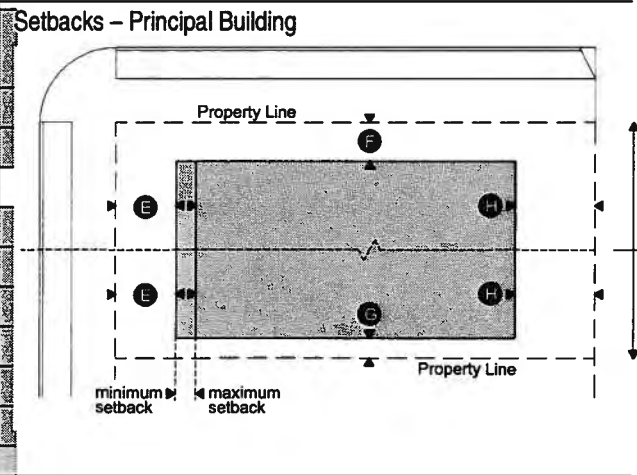 Setbacks – Principal Building
Property Line
F
E
H
E
H
G
Property Line
minimum
setback
maximum
setback